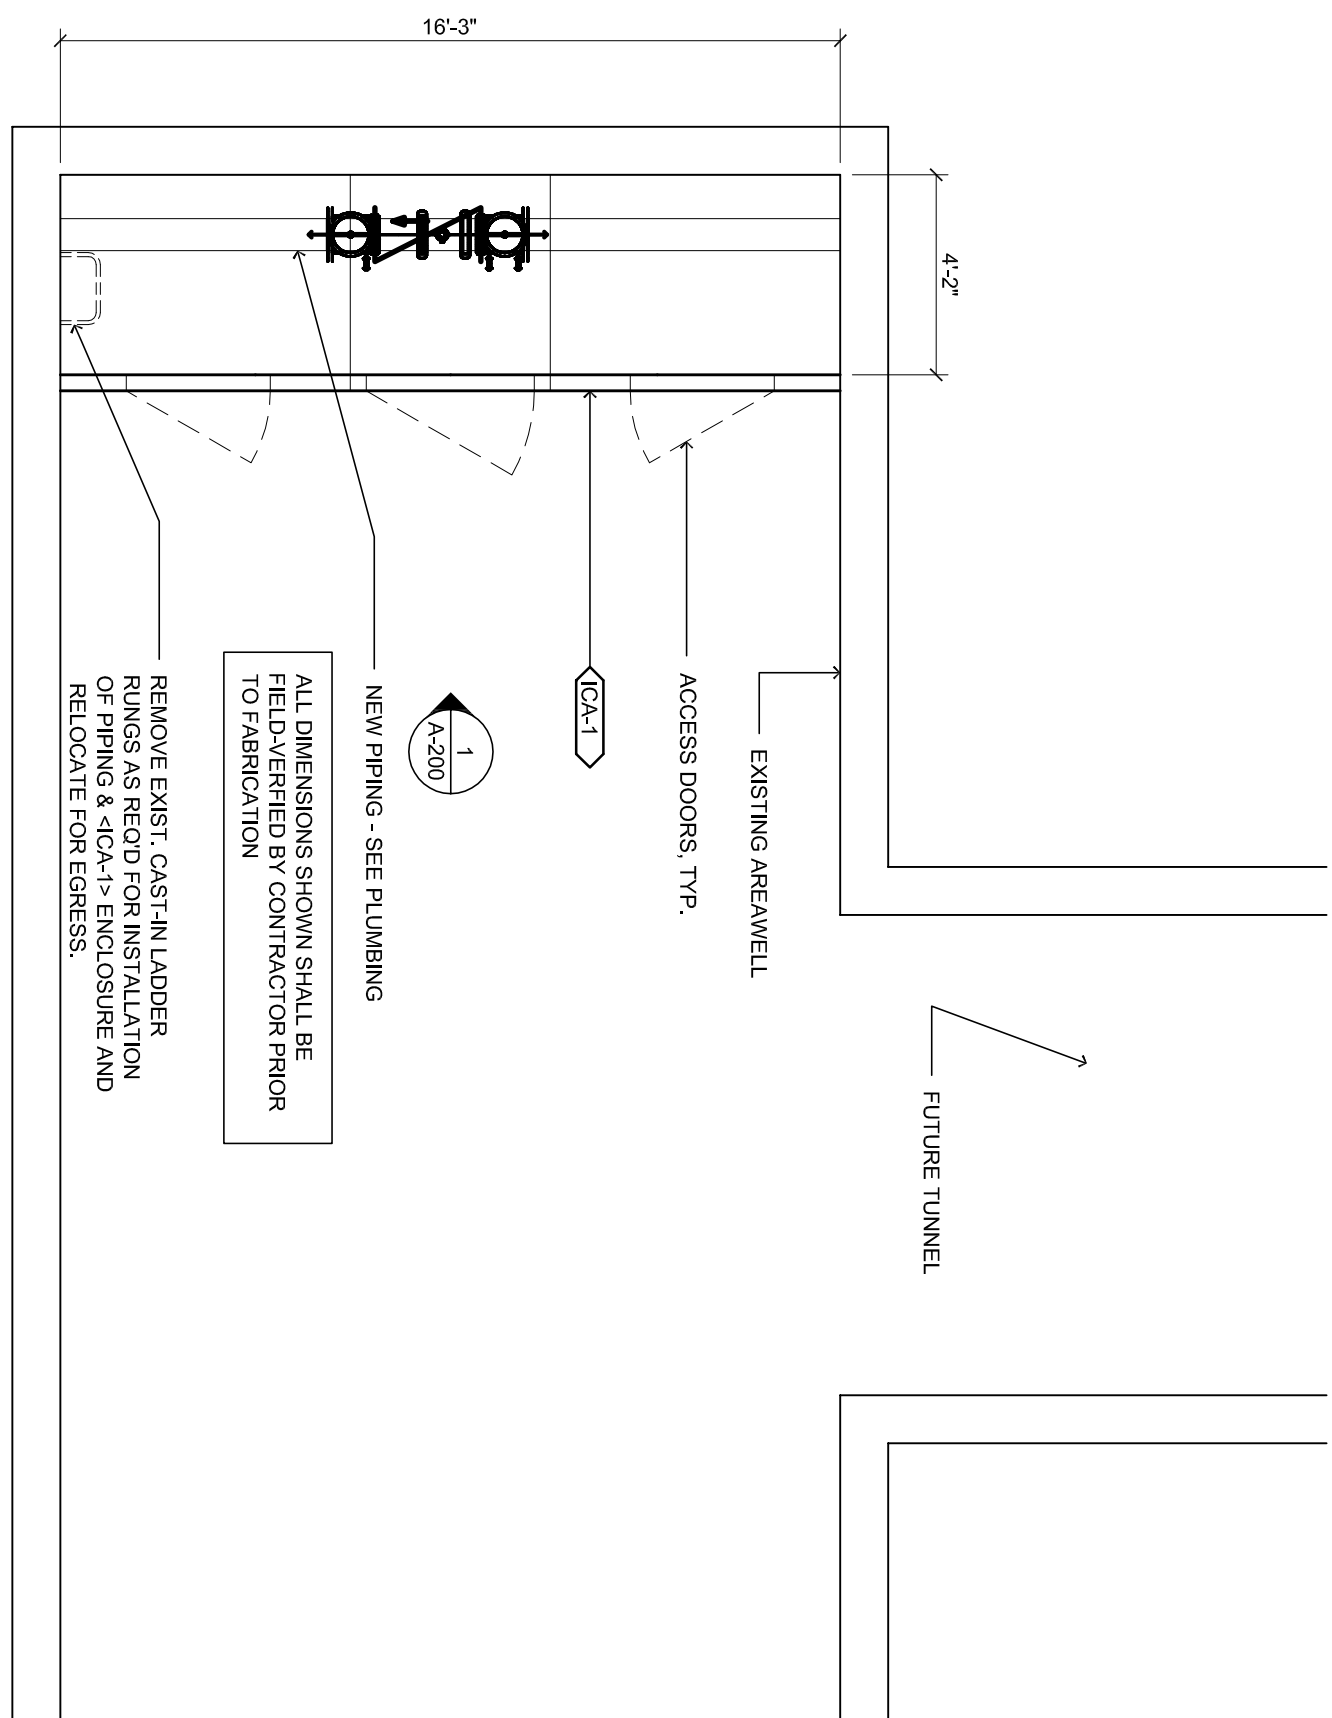 16'-3"
4'-2"
FUTURE TUNNEL
EXISTING AREAWELL
ACCESS DOORS, TYP.
ICA-1
1
A-200
NEW PIPING - SEE PLUMBING
ALL DIMENSIONS SHOWN SHALL BE
FIELD-VERFIED BY CONTRACTOR PRIOR
TO FABRICATION
REMOVE EXIST. CAST-IN LADDER
RUNGS AS REQ'D FOR INSTALLATION
OF PIPING & <ICA-1> ENCLOSURE AND
RELOCATE FOR EGRESS.